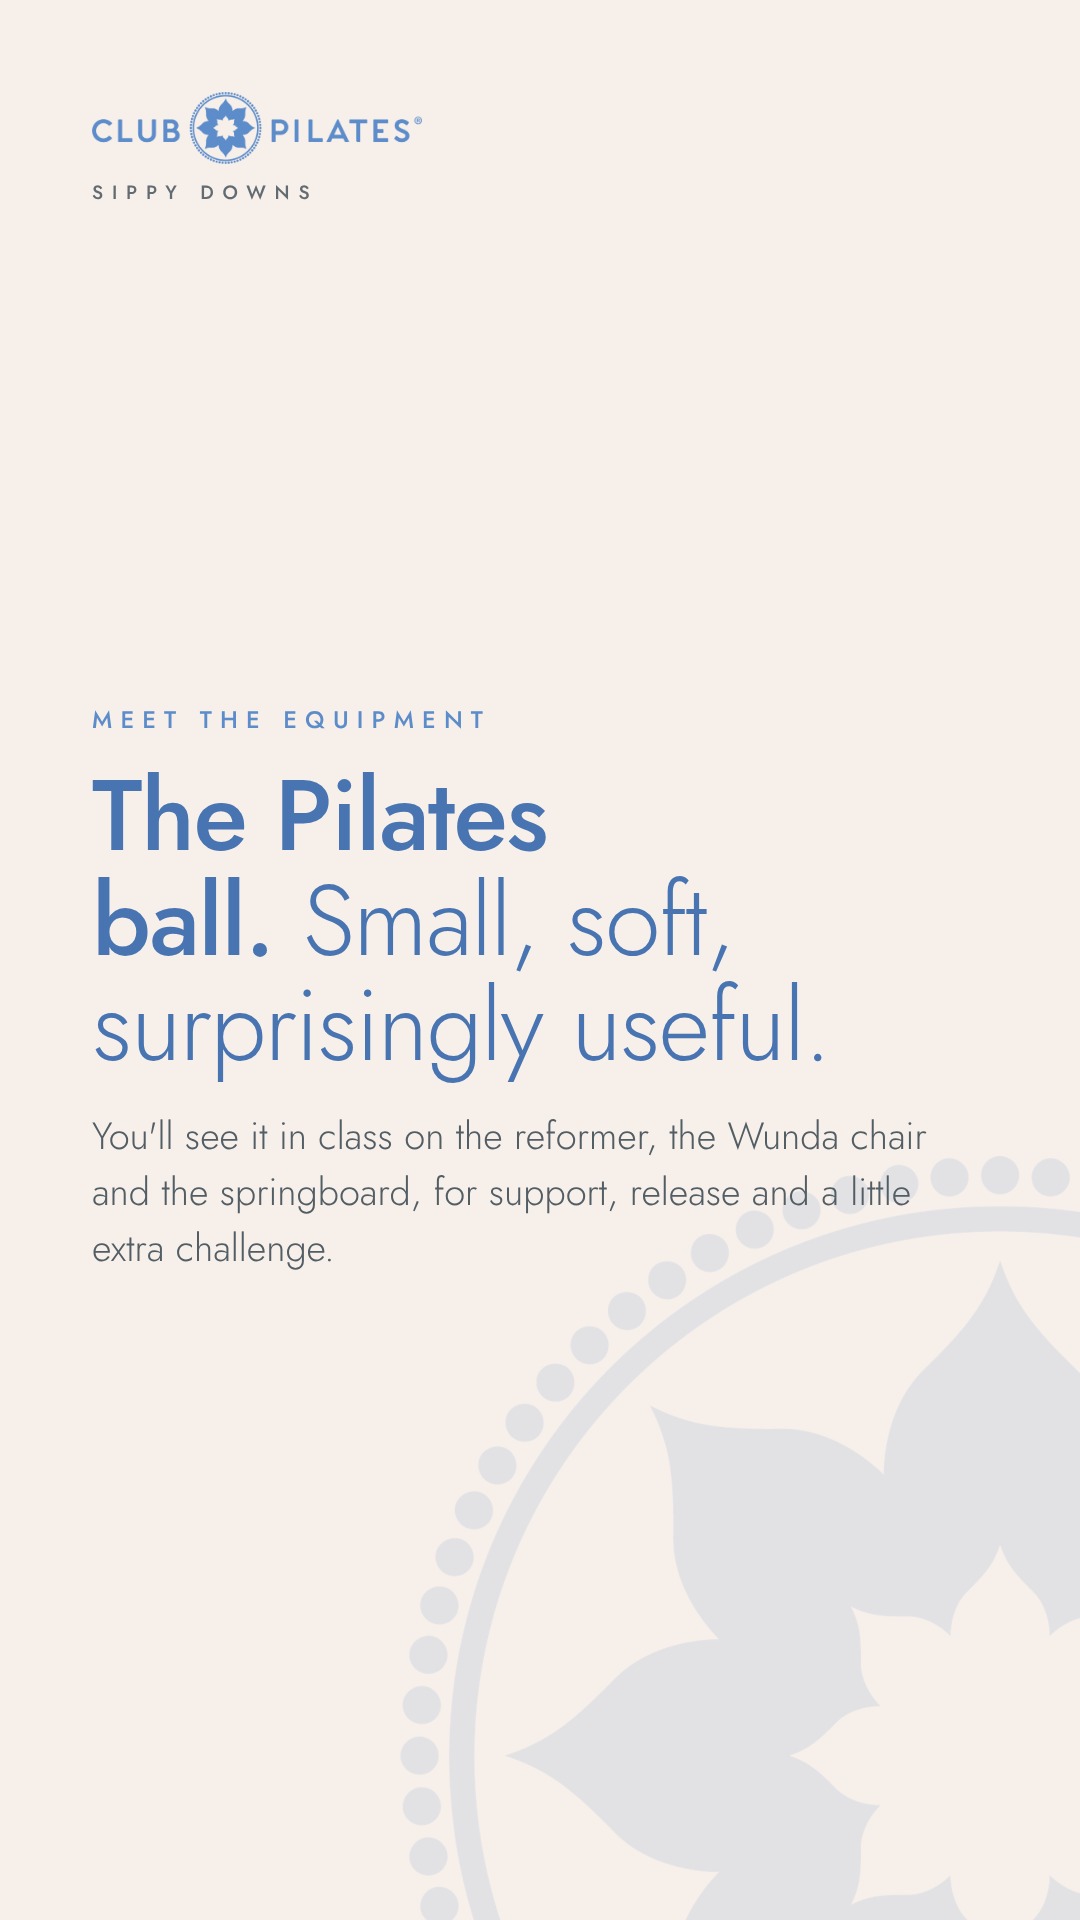 CLUB PILATES®
SIPPY DOWNS
MEET THE EQUIPMENT
The Pilates
ball. Small, soft,
surprisingly useful.
You'll see it in class on the reformer, the Wunda chair
and the springboard, for support, release and a little
extra challenge.